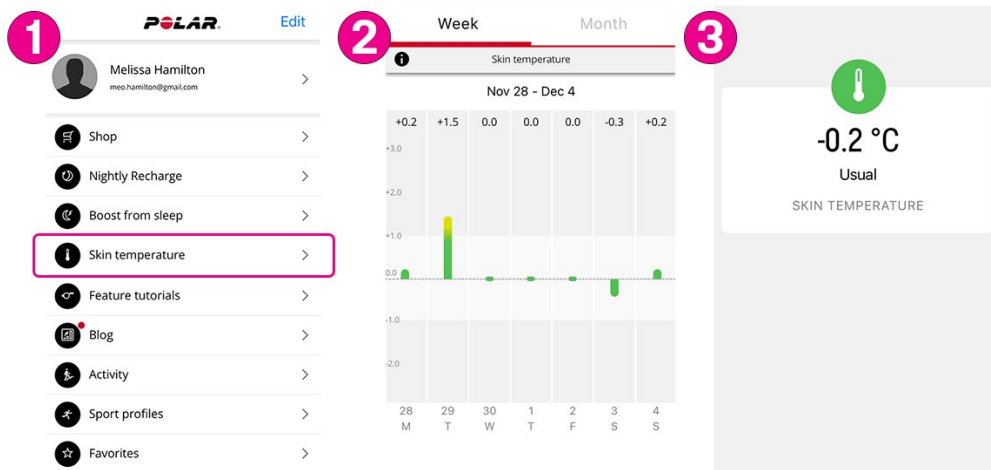 1
POLAR.
Edit
Melissa Hamilton
meo.hamilton@gmail.com
Shop
Nightly Recharge
Boost from sleep
Skin temperature
Feature tutorials
Blog
Activity
Sport profiles
Favorites
2
Week Month
Skin temperature
Nov 28 - Dec 4
+0.2 +1.5 0.0 0.0 0.0 -0.3 +0.2
+3.0
+2.0
+1.0
0.0
-1.0
-2.0
28 29 30 1 2 3 4
M T W T F S S
3
-0.2 °C
Usual
SKIN TEMPERATURE